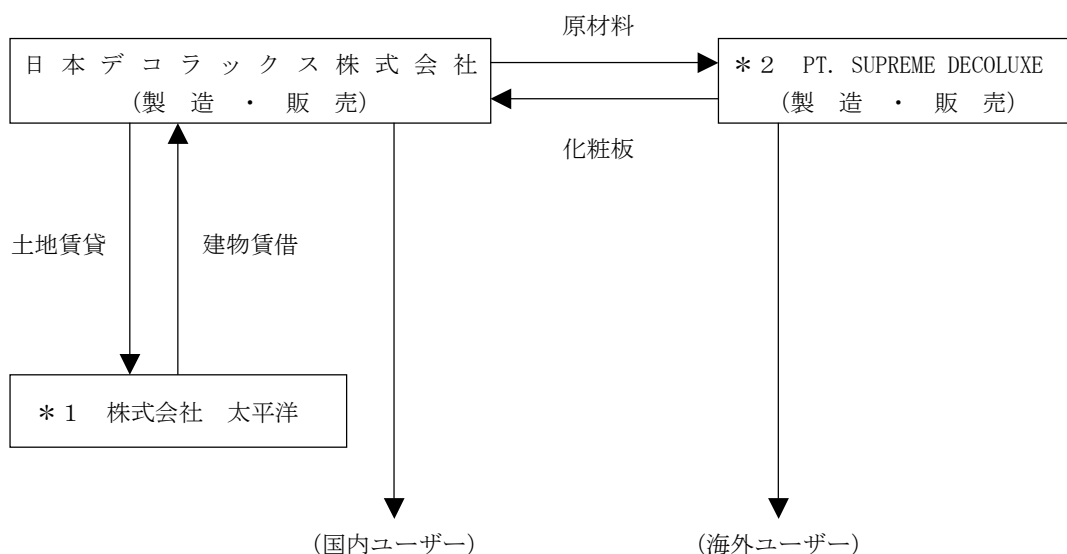 原材料
日本デコラックス株式会社
(製造・販売)
＊2 PT. SUPREME DECOLUXE
(製造・販売)
化粧板
土地賃貸
建物賃借
＊1 株式会社 太平洋
(国内ユーザー)
(海外ユーザー)